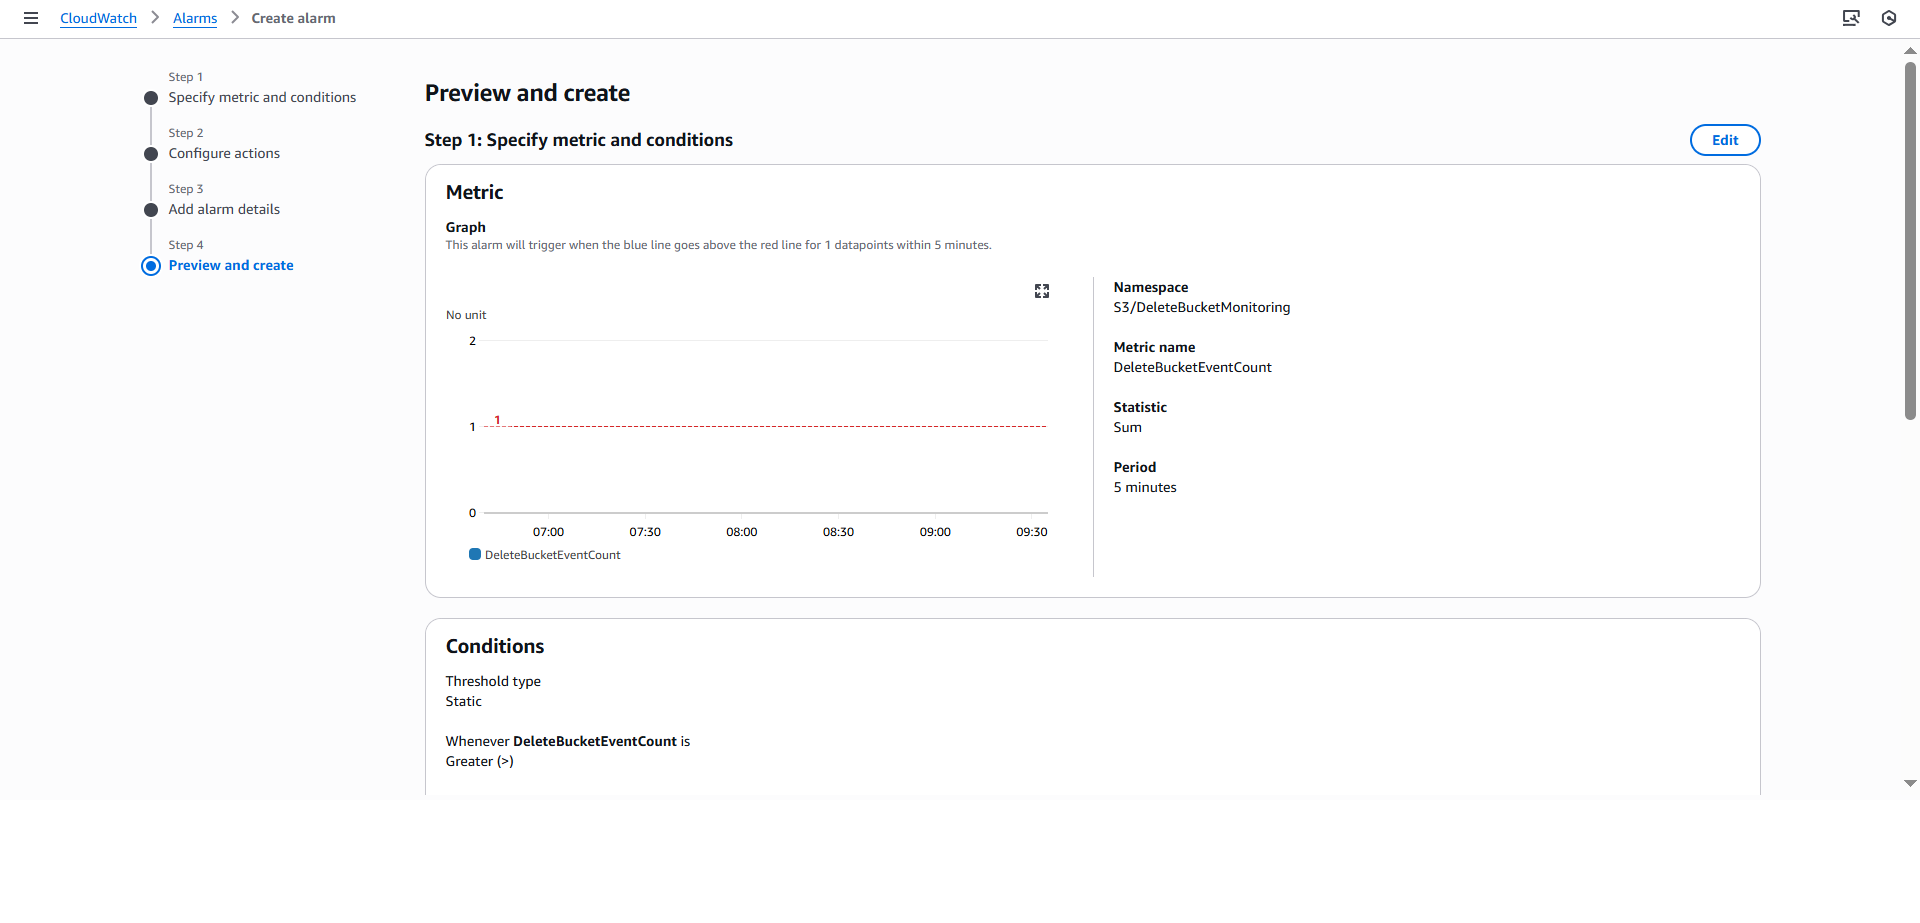 CloudWatch > Alarms > Create alarm
Step 1
Specify metric and conditions
Step 2
Configure actions
Step 3
Add alarm details
Step 4
Preview and create
Preview and create
Step 1: Specify metric and conditions
Edit
Metric
Graph
This alarm will trigger when the blue line goes above the red line for 1 datapoints within 5 minutes.
No unit
2
1
1
0
07:00 07:30 08:00 08:30 09:00 09:30
DeleteBucketEventCount
Namespace
S3/DeleteBucketMonitoring
Metric name
DeleteBucketEventCount
Statistic
Sum
Period
5 minutes
Conditions
Threshold type
Static
Whenever DeleteBucketEventCount is
Greater (>)